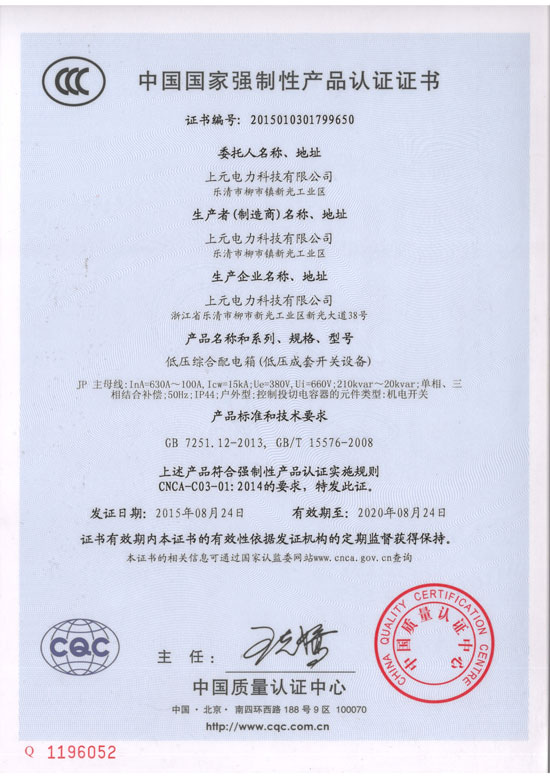 CCC
中国国家强制性产品认证证书
证书编号：2015010301799650
委托人名称、地址
上元电力科技有限公司
乐清市柳市镇新光工业区
生产者(制造商)名称、地址
上元电力科技有限公司
乐清市柳市镇新光工业区
生产企业名称、地址
上元电力科技有限公司
浙江省乐清市柳市新光工业区新光大道38号
产品名称和系列、规格、型号
低压综合配电箱(低压成套开关设备)
JP 主母线;InA=630A～100A,Icw=15kA;Ue=380V,Ui=660V;210kvar～20kvar;单相、三
相结合补偿;50Hz;IP44;户外型;控制投切电容器的元件类型:机电开关
产品标准和技术要求
GB 7251.12-2013, GB/T 15576-2008
上述产品符合强制性产品认证实施规则
CNCA-C03-01:2014的要求，特发此证。
发证日期：2015年08月24日 有效期至：2020年08月24日
证书有效期内本证书的有效性依据发证机构的定期监督获得保持。
本证书的相关信息可通过国家认监委网站www.cnca.gov.cn查询
CQC
主任：
CHINA QUALITY CERTIFICATION CENTRE
中国质量认证中心
中国质量认证中心
中国·北京·南四环西路188号9区 100070
http://www.cqc.com.cn
Q 1196052